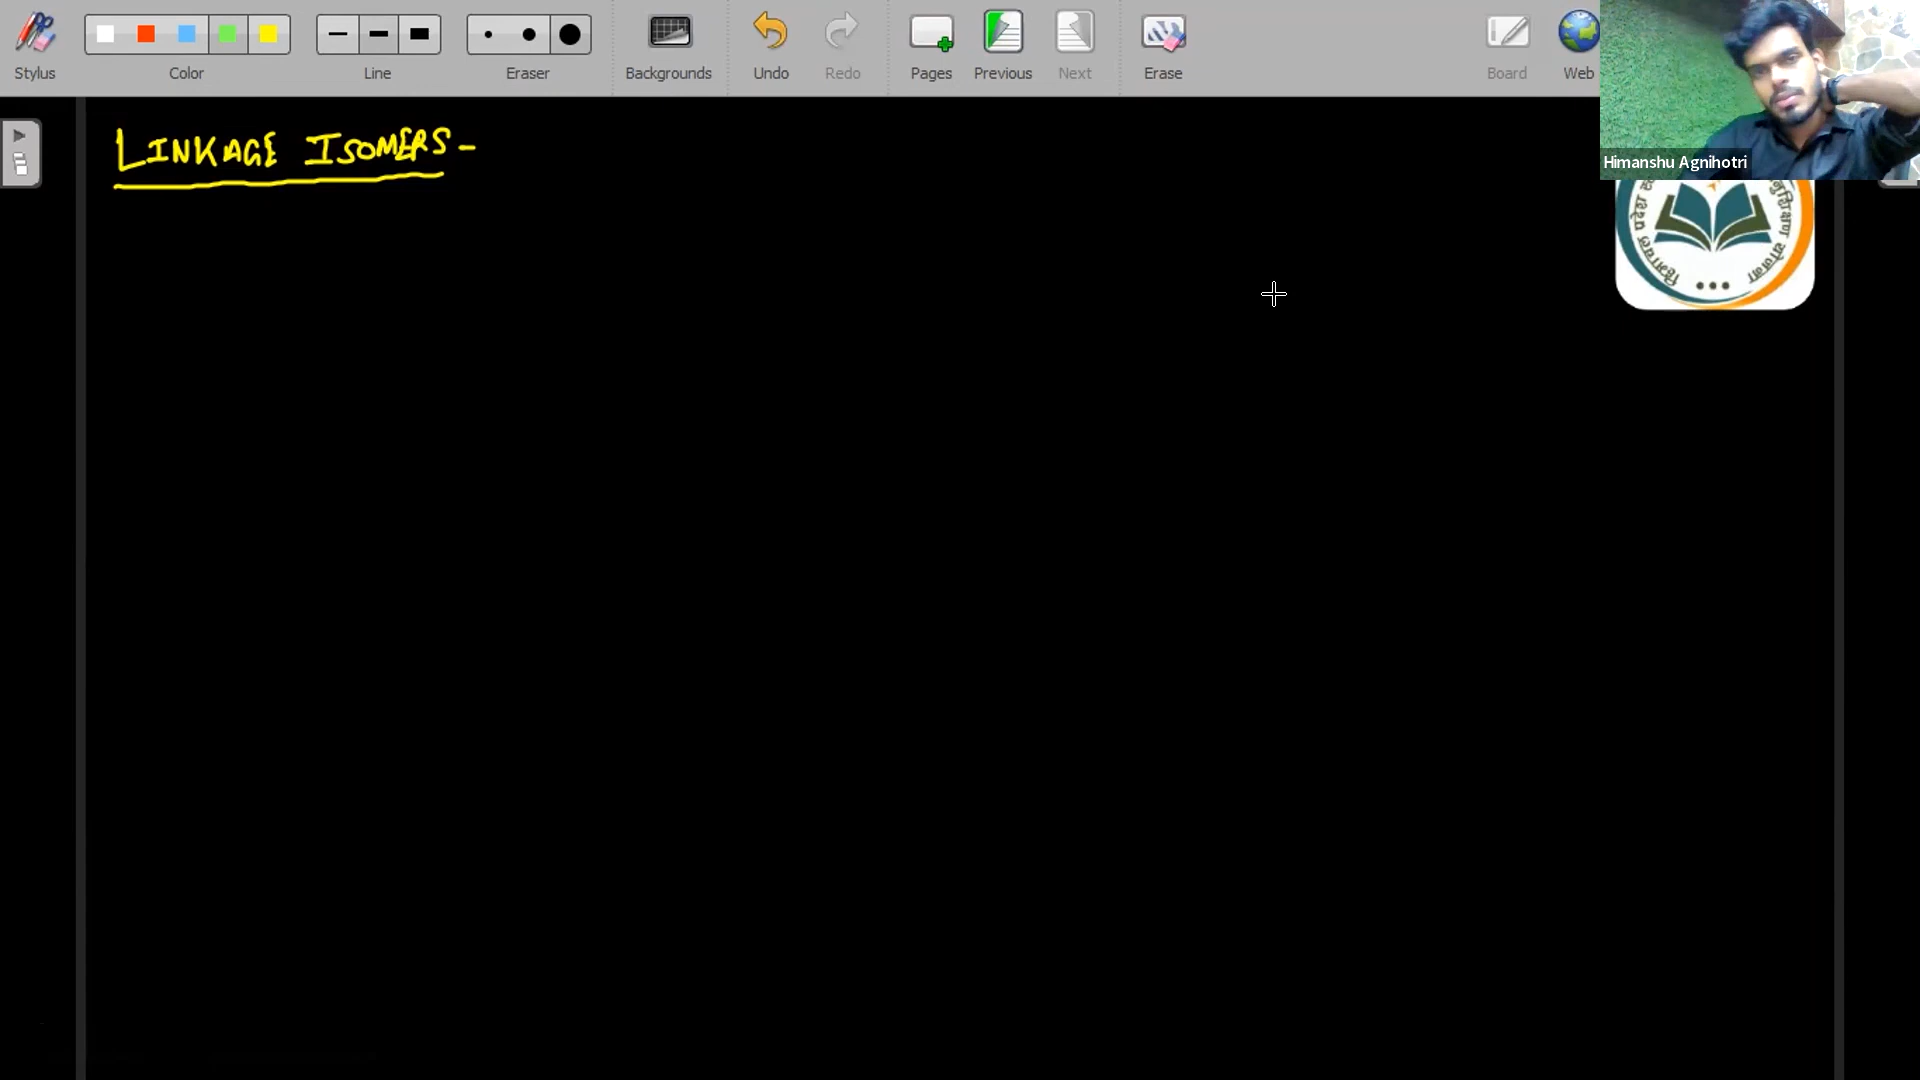 Stylus
Color
Line
Eraser
Backgrounds
Undo
Redo
Pages
Previous
Next
Erase
Board
Web
Himanshu Agnihotri
LINKAGE ISOMERS-